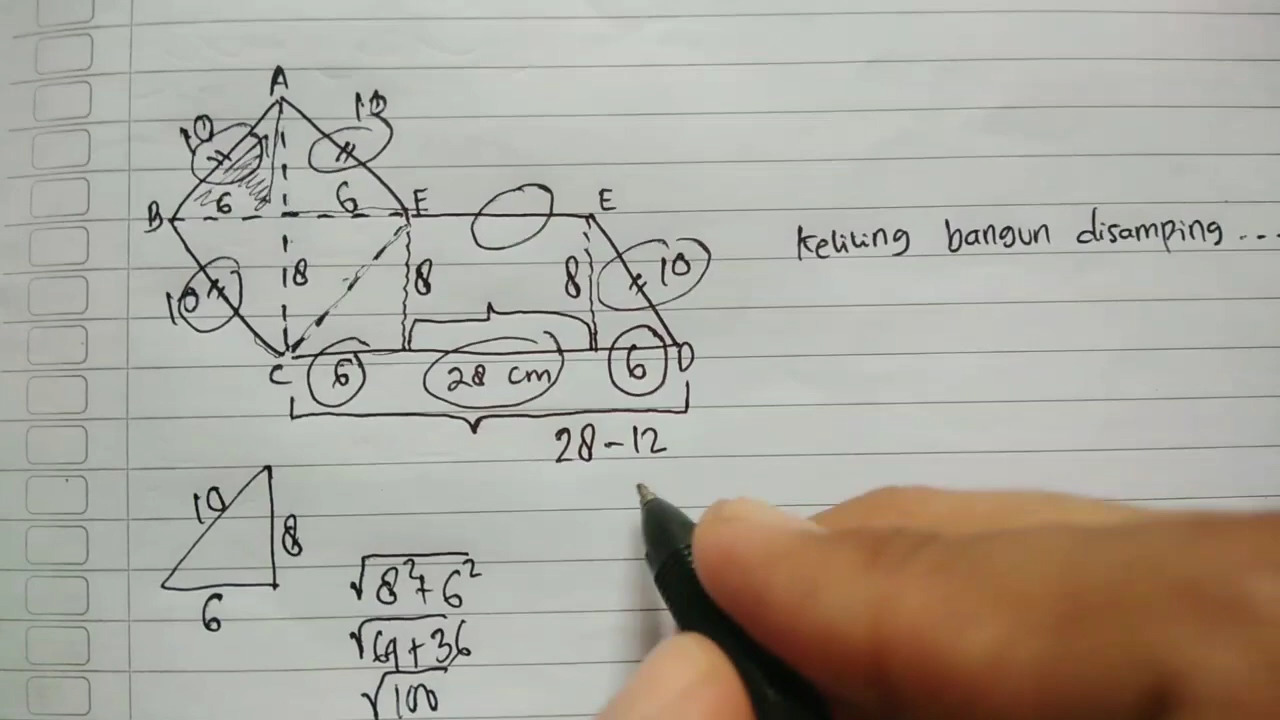 A
10 10
6 6
B E E
10 8 8 8 10
C 6 28 cm 6 D
28-12
Keliling bangun disamping ...
10 8
6
√8²+6²
√64+36
√100